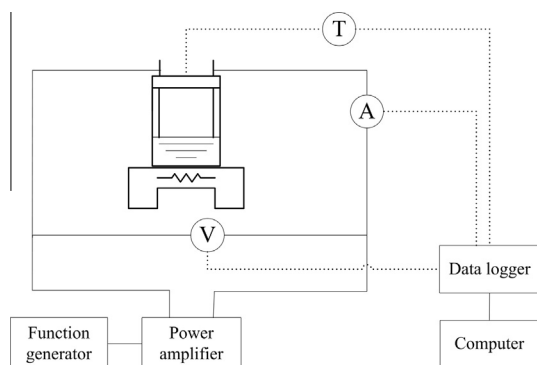 T
A
V
Data logger
Function
generator
Power
amplifier
Computer